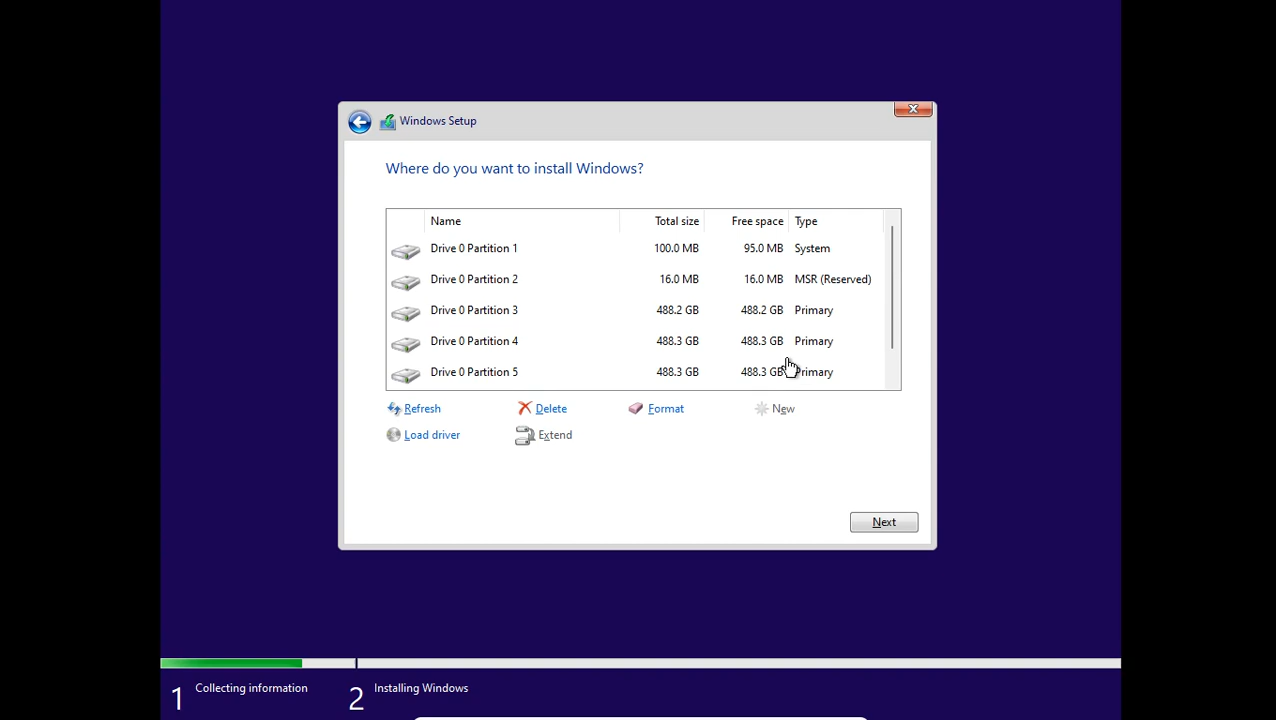 Windows Setup
Where do you want to install Windows?
Name Total size Free space Type
Drive 0 Partition 1 100.0 MB 95.0 MB System
Drive 0 Partition 2 16.0 MB 16.0 MB MSR (Reserved)
Drive 0 Partition 3 488.2 GB 488.2 GB Primary
Drive 0 Partition 4 488.3 GB 488.3 GB Primary
Drive 0 Partition 5 488.3 GB 488.3 GB Primary
Refresh Delete Format New
Load driver Extend
Next
1 Collecting information 2 Installing Windows